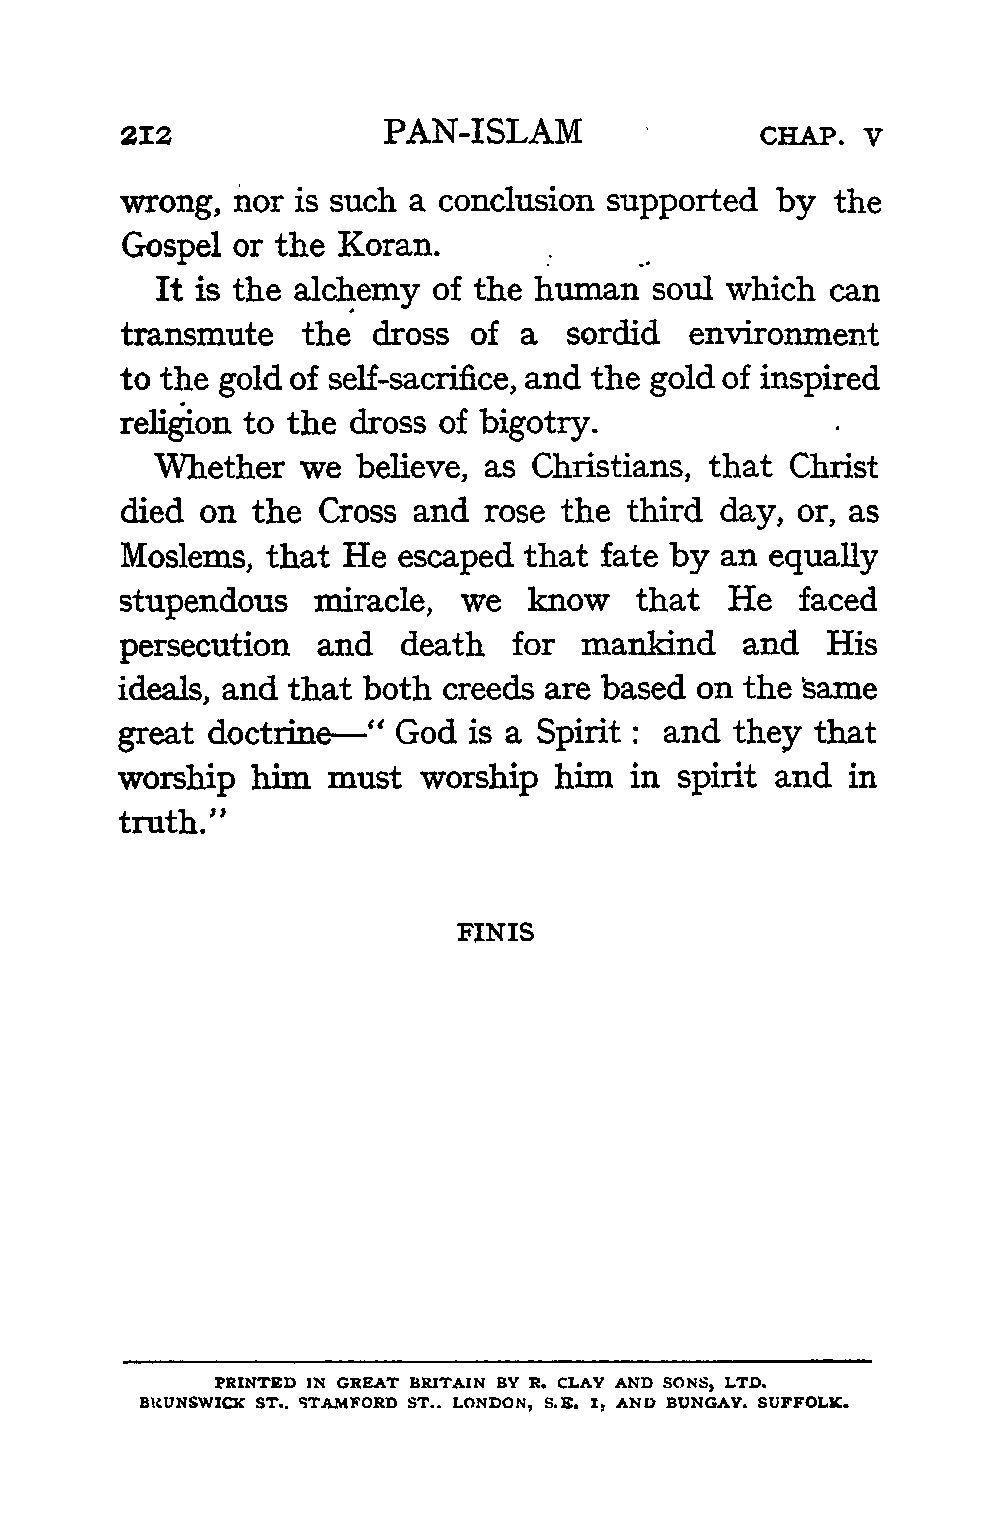 212 PAN-ISLAM CHAP. V
wrong, nor is such a conclusion supported by the
Gospel or the Koran.
It is the alchemy of the human soul which can
transmute the dross of a sordid environment
to the gold of self-sacrifice, and the gold of inspired
religion to the dross of bigotry.
Whether we believe, as Christians, that Christ
died on the Cross and rose the third day, or, as
Moslems, that He escaped that fate by an equally
stupendous miracle, we know that He faced
persecution and death for mankind and His
ideals, and that both creeds are based on the same
great doctrine—“ God is a Spirit : and they that
worship him must worship him in spirit and in
truth.”
FINIS
PRINTED IN GREAT BRITAIN BY R. CLAY AND SONS, LTD.
BRUNSWICK ST., STAMFORD ST., LONDON, S.E. 1, AND BUNGAY, SUFFOLK.